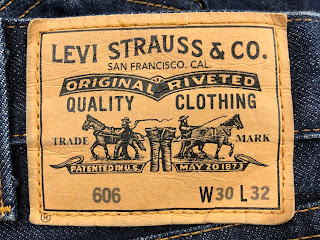 LEVI STRAUSS & CO.
SAN FRANCISCO, CAL.
ORIGINAL RIVETED
QUALITY CLOTHING
TRADE MARK
PATENTED IN U.S. MAY 20 1873
606 W30 L32
®